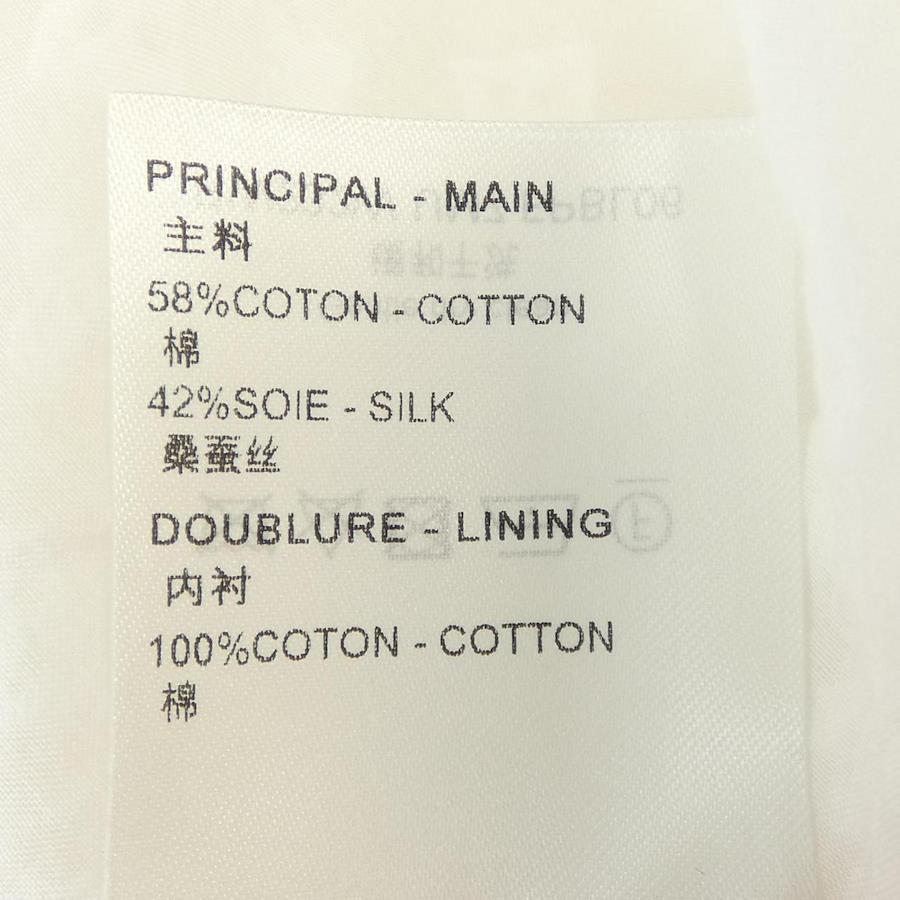 PRINCIPAL - MAIN
主料
58%COTON - COTTON
棉
42%SOIE - SILK
桑蚕丝
DOUBLURE - LINING
内衬
100%COTON - COTTON
棉